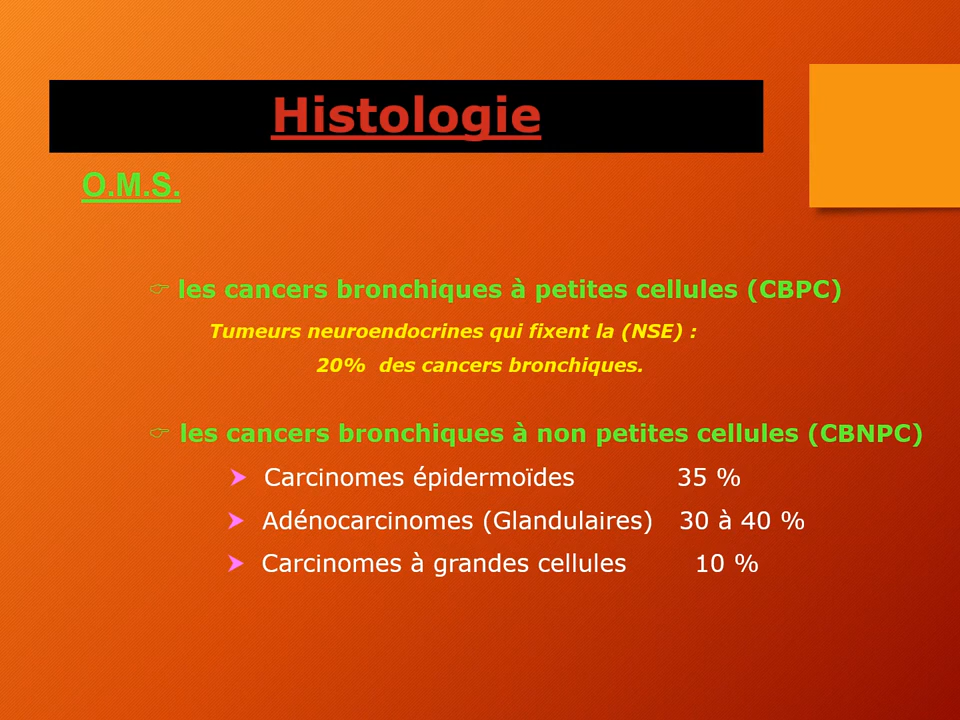 Histologie
O.M.S.
☞ les cancers bronchiques à petites cellules (CBPC)
Tumeurs neuroendocrines qui fixent la (NSE) :
20% des cancers bronchiques.
☞ les cancers bronchiques à non petites cellules (CBNPC)
➤ Carcinomes épidermoïdes 35 %
➤ Adénocarcinomes (Glandulaires) 30 à 40 %
➤ Carcinomes à grandes cellules 10 %